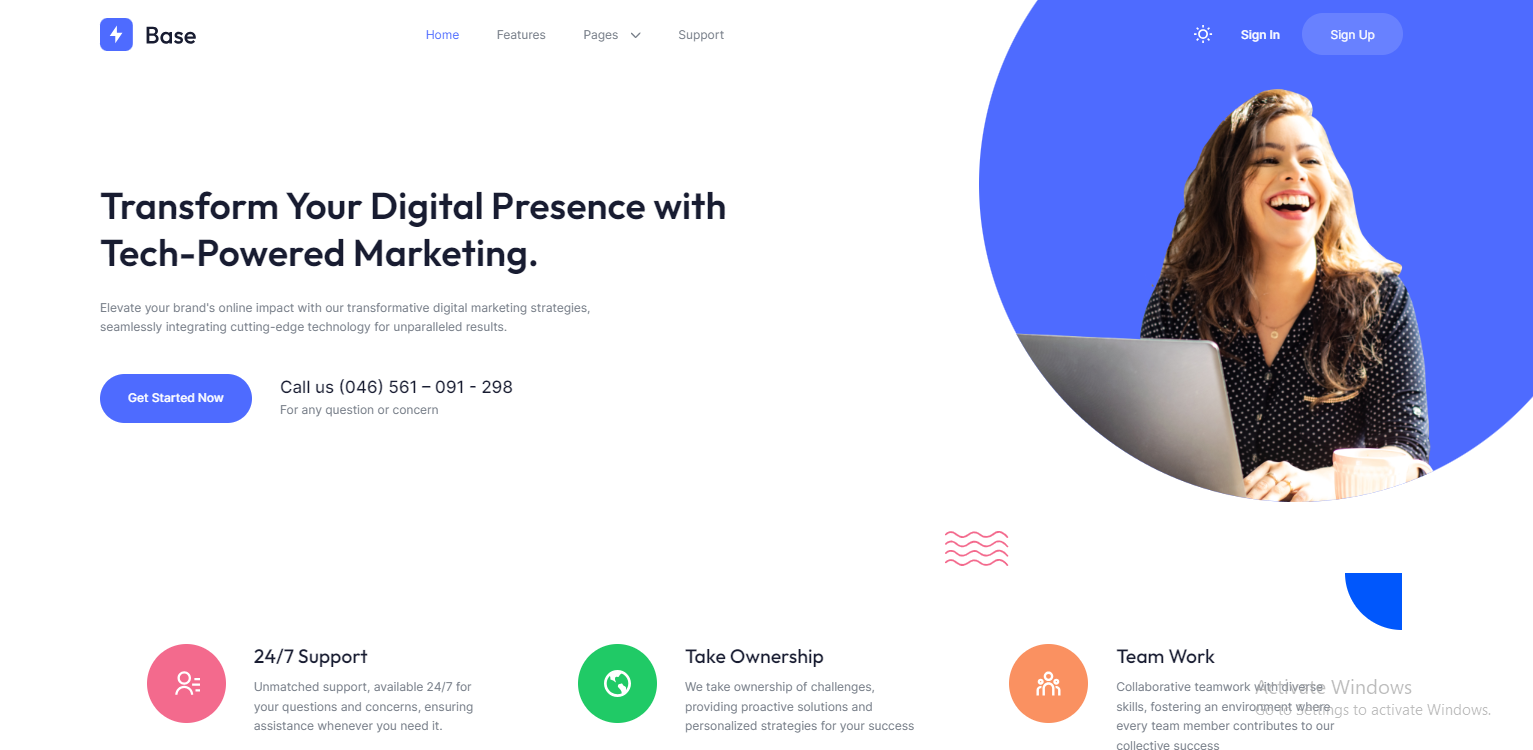 Base
Home
Features
Pages
Support
Sign In
Sign Up
Transform Your Digital Presence with
Tech-Powered Marketing.
Elevate your brand's online impact with our transformative digital marketing strategies,
seamlessly integrating cutting-edge technology for unparalleled results.
Get Started Now
Call us (046) 561 – 091 - 298
For any question or concern
24/7 Support
Unmatched support, available 24/7 for
your questions and concerns, ensuring
assistance whenever you need it.
Take Ownership
We take ownership of challenges,
providing proactive solutions and
personalized strategies for your success
Team Work
Collaborative teamwork with diverse
skills, fostering an environment where
every team member contributes to our
collective success
Activate Windows
Go to Settings to activate Windows.